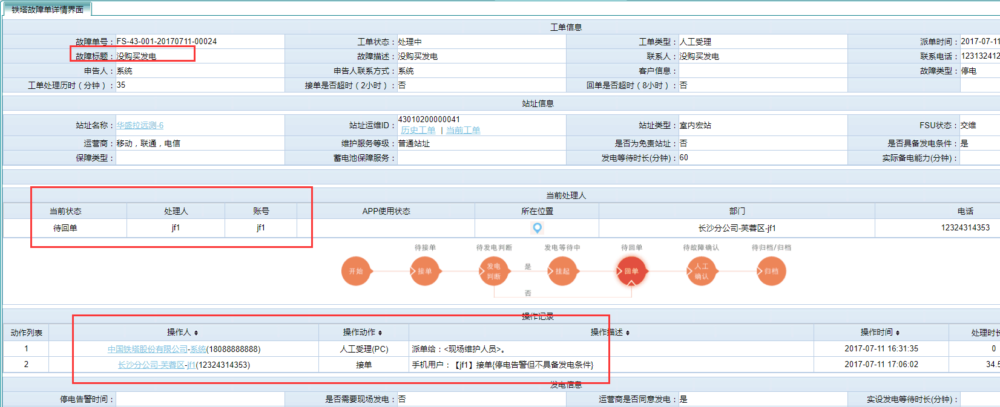 铁塔故障单详情界面
工单信息
故障单号： FS-43-001-20170711-00024 工单状态： 处理中 工单类型： 人工受理 派单时间： 2017-07-11
故障标题： 没购买发电 故障描述： 没购买发电 联系人： 没购买发电 联系电话： 123132412
申告人： 系统 申告人联系方式： 系统 客户信息： 故障类型： 停电
工单处理历时（分钟）： 35 接单是否超时（2小时）： 否 回单是否超时（8小时）： 否
站址信息
站址名称： 华盛拉远测-6 站址运维ID： 43010200000041 历史工单 | 当前工单 站址类型： 室内宏站 FSU状态： 交维
运营商： 移动，联通，电信 维护服务等级： 普通站址 是否为免责站址： 否 是否具备发电条件： 是
保障类型： 蓄电池保障服务： 发电等待时长(分钟)： 60 实际备电能力(分钟)：
当前处理人
当前状态 处理人 账号 APP使用状态 所在位置 部门 电话
待回单 jf1 jf1 长沙分公司-芙蓉区-jf1 12324314353
待接单 待发电判断 发电等待中 待回单 待故障确认 待归档/归档
开始 接单 发电判断 是 挂起 回单 人工确认 归档
否
操作记录
动作列表 操作人 操作动作 操作描述 操作时间 处理时长
1 中国铁塔股份有限公司-系统(18088888888) 人工受理(PC) 派单给：<现场维护人员>。 2017-07-11 16:31:35 0
2 长沙分公司-芙蓉区-jf1(12324314353) 接单 手机用户：【jf1】接单{停电告警但不具备发电条件} 2017-07-11 17:06:02 34.5
发电信息
停电告警时间： 是否需要现场发电： 否 运营商是否同意发电： 是 实设发电等待时长(分钟)：